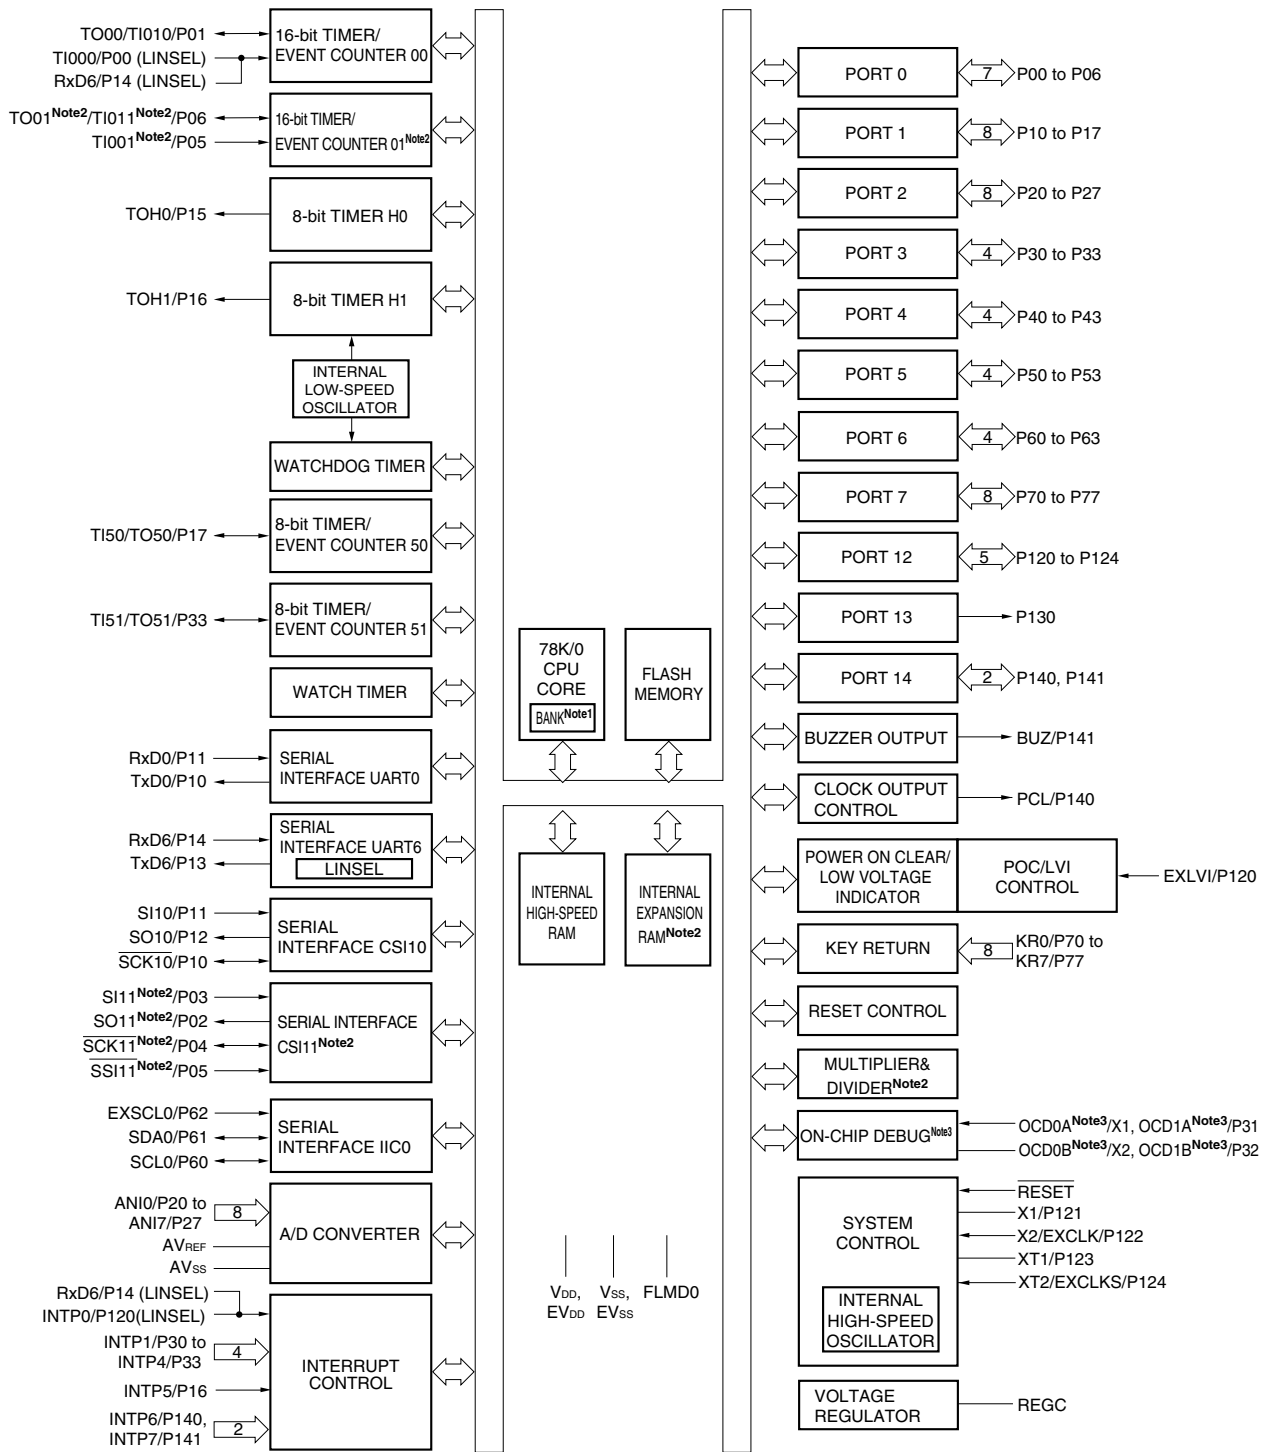 TO00/TI010/P01
TI000/P00 (LINSEL)
RxD6/P14 (LINSEL)
16-bit TIMER/
EVENT COUNTER 00
TO01Note2/TI011Note2/P06
TI001Note2/P05
16-bit TIMER/
EVENT COUNTER 01Note2
TOH0/P15
8-bit TIMER H0
TOH1/P16
8-bit TIMER H1
INTERNAL
LOW-SPEED
OSCILLATOR
WATCHDOG TIMER
TI50/TO50/P17
8-bit TIMER/
EVENT COUNTER 50
TI51/TO51/P33
8-bit TIMER/
EVENT COUNTER 51
WATCH TIMER
RxD0/P11
TxD0/P10
SERIAL
INTERFACE UART0
RxD6/P14
TxD6/P13
SERIAL
INTERFACE UART6
LINSEL
SI10/P11
SO10/P12
SCK10/P10
SERIAL
INTERFACE CSI10
SI11Note2/P03
SO11Note2/P02
SCK11Note2/P04
SSI11Note2/P05
SERIAL INTERFACE
CSI11Note2
EXSCL0/P62
SDA0/P61
SCL0/P60
SERIAL
INTERFACE IIC0
ANI0/P20 to
ANI7/P27
8
AVREF
AVSS
A/D CONVERTER
RxD6/P14 (LINSEL)
INTP0/P120(LINSEL)
INTP1/P30 to
INTP4/P33
4
INTP5/P16
INTP6/P140,
INTP7/P141
2
INTERRUPT
CONTROL
78K/0
CPU
CORE
BANKNote1
FLASH
MEMORY
INTERNAL
HIGH-SPEED
RAM
INTERNAL
EXPANSION
RAMNote2
VDD,
EVDD
VSS,
EVSS
FLMD0
PORT 0
7
P00 to P06
PORT 1
8
P10 to P17
PORT 2
8
P20 to P27
PORT 3
4
P30 to P33
PORT 4
4
P40 to P43
PORT 5
4
P50 to P53
PORT 6
4
P60 to P63
PORT 7
8
P70 to P77
PORT 12
5
P120 to P124
PORT 13
P130
PORT 14
2
P140, P141
BUZZER OUTPUT
BUZ/P141
CLOCK OUTPUT
CONTROL
PCL/P140
POWER ON CLEAR/
LOW VOLTAGE
INDICATOR
POC/LVI
CONTROL
EXLVI/P120
KEY RETURN
8
KR0/P70 to
KR7/P77
RESET CONTROL
MULTIPLIER&
DIVIDERNote2
ON-CHIP DEBUGNote3
OCD0ANote3/X1, OCD1ANote3/P31
OCD0BNote3/X2, OCD1BNote3/P32
SYSTEM
CONTROL
INTERNAL
HIGH-SPEED
OSCILLATOR
RESET
X1/P121
X2/EXCLK/P122
XT1/P123
XT2/EXCLKS/P124
VOLTAGE
REGULATOR
REGC